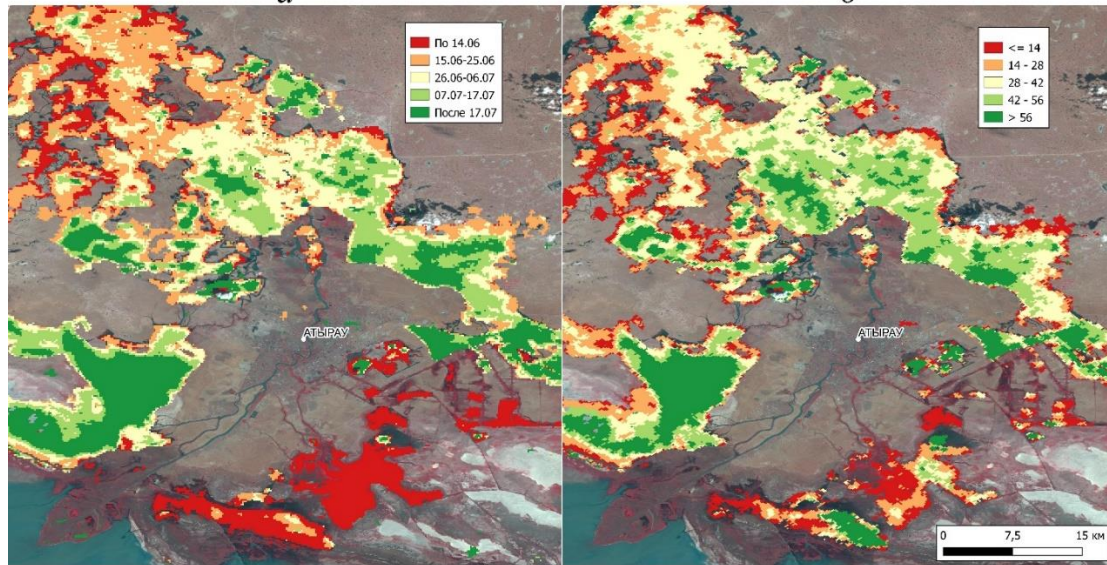 По 14.06
15.06-25.06
26.06-06.07
07.07-17.07
После 17.07
АТЫРАУ
<= 14
14 - 28
28 - 42
42 - 56
> 56
АТЫРАУ
0 7,5 15 км